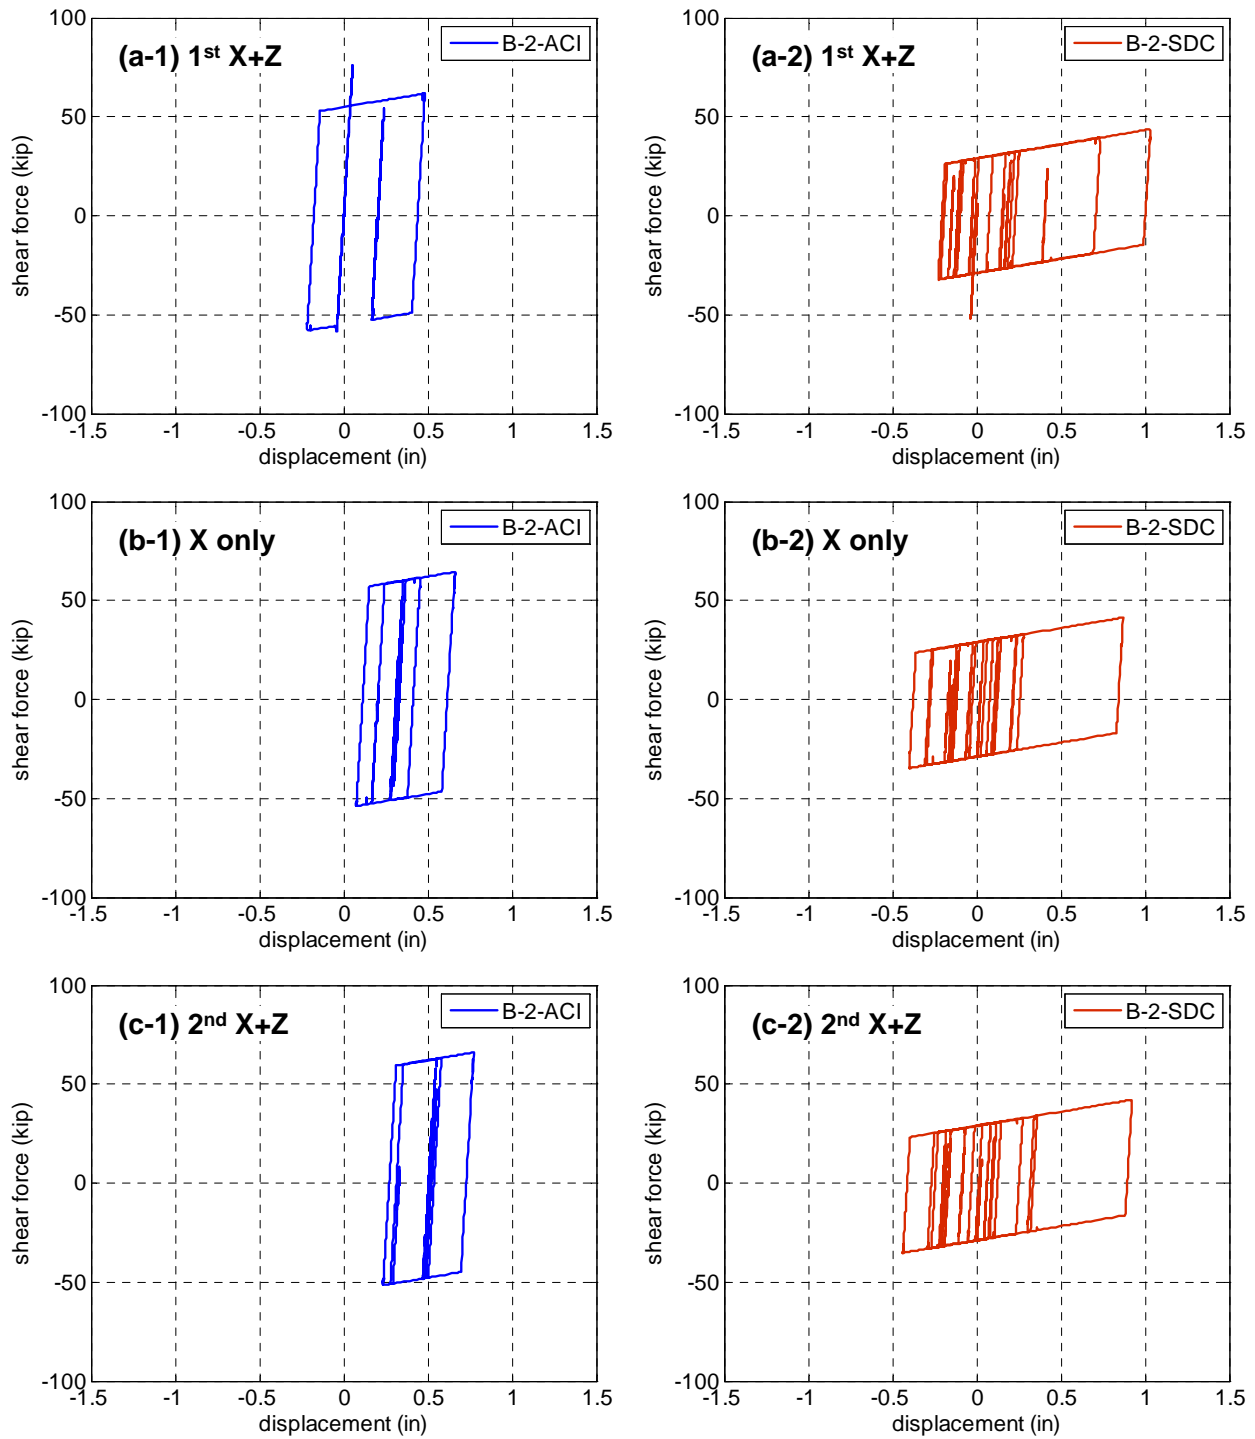 (a-1) 1st X+Z
B-2-ACI
100
50
0
-50
-100
-1.5 -1 -0.5 0 0.5 1 1.5
shear force (kip)
displacement (in)
(a-2) 1st X+Z
B-2-SDC
100
50
0
-50
-100
-1.5 -1 -0.5 0 0.5 1 1.5
shear force (kip)
displacement (in)
(b-1) X only
B-2-ACI
100
50
0
-50
-100
-1.5 -1 -0.5 0 0.5 1 1.5
shear force (kip)
displacement (in)
(b-2) X only
B-2-SDC
100
50
0
-50
-100
-1.5 -1 -0.5 0 0.5 1 1.5
shear force (kip)
displacement (in)
(c-1) 2nd X+Z
B-2-ACI
100
50
0
-50
-100
-1.5 -1 -0.5 0 0.5 1 1.5
shear force (kip)
displacement (in)
(c-2) 2nd X+Z
B-2-SDC
100
50
0
-50
-100
-1.5 -1 -0.5 0 0.5 1 1.5
shear force (kip)
displacement (in)